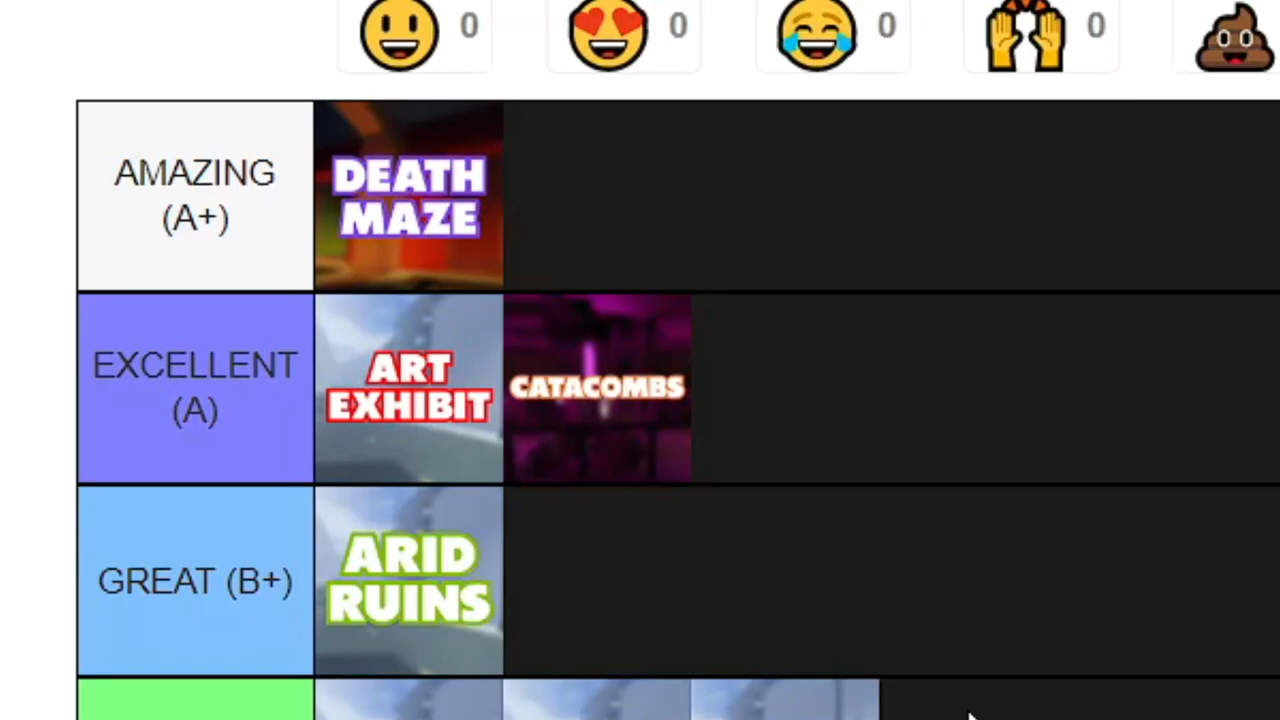 0 0 0 0
AMAZING
(A+)
DEATH
MAZE
EXCELLENT
(A)
ART
EXHIBIT
CATACOMBS
GREAT (B+)
ARID
RUINS